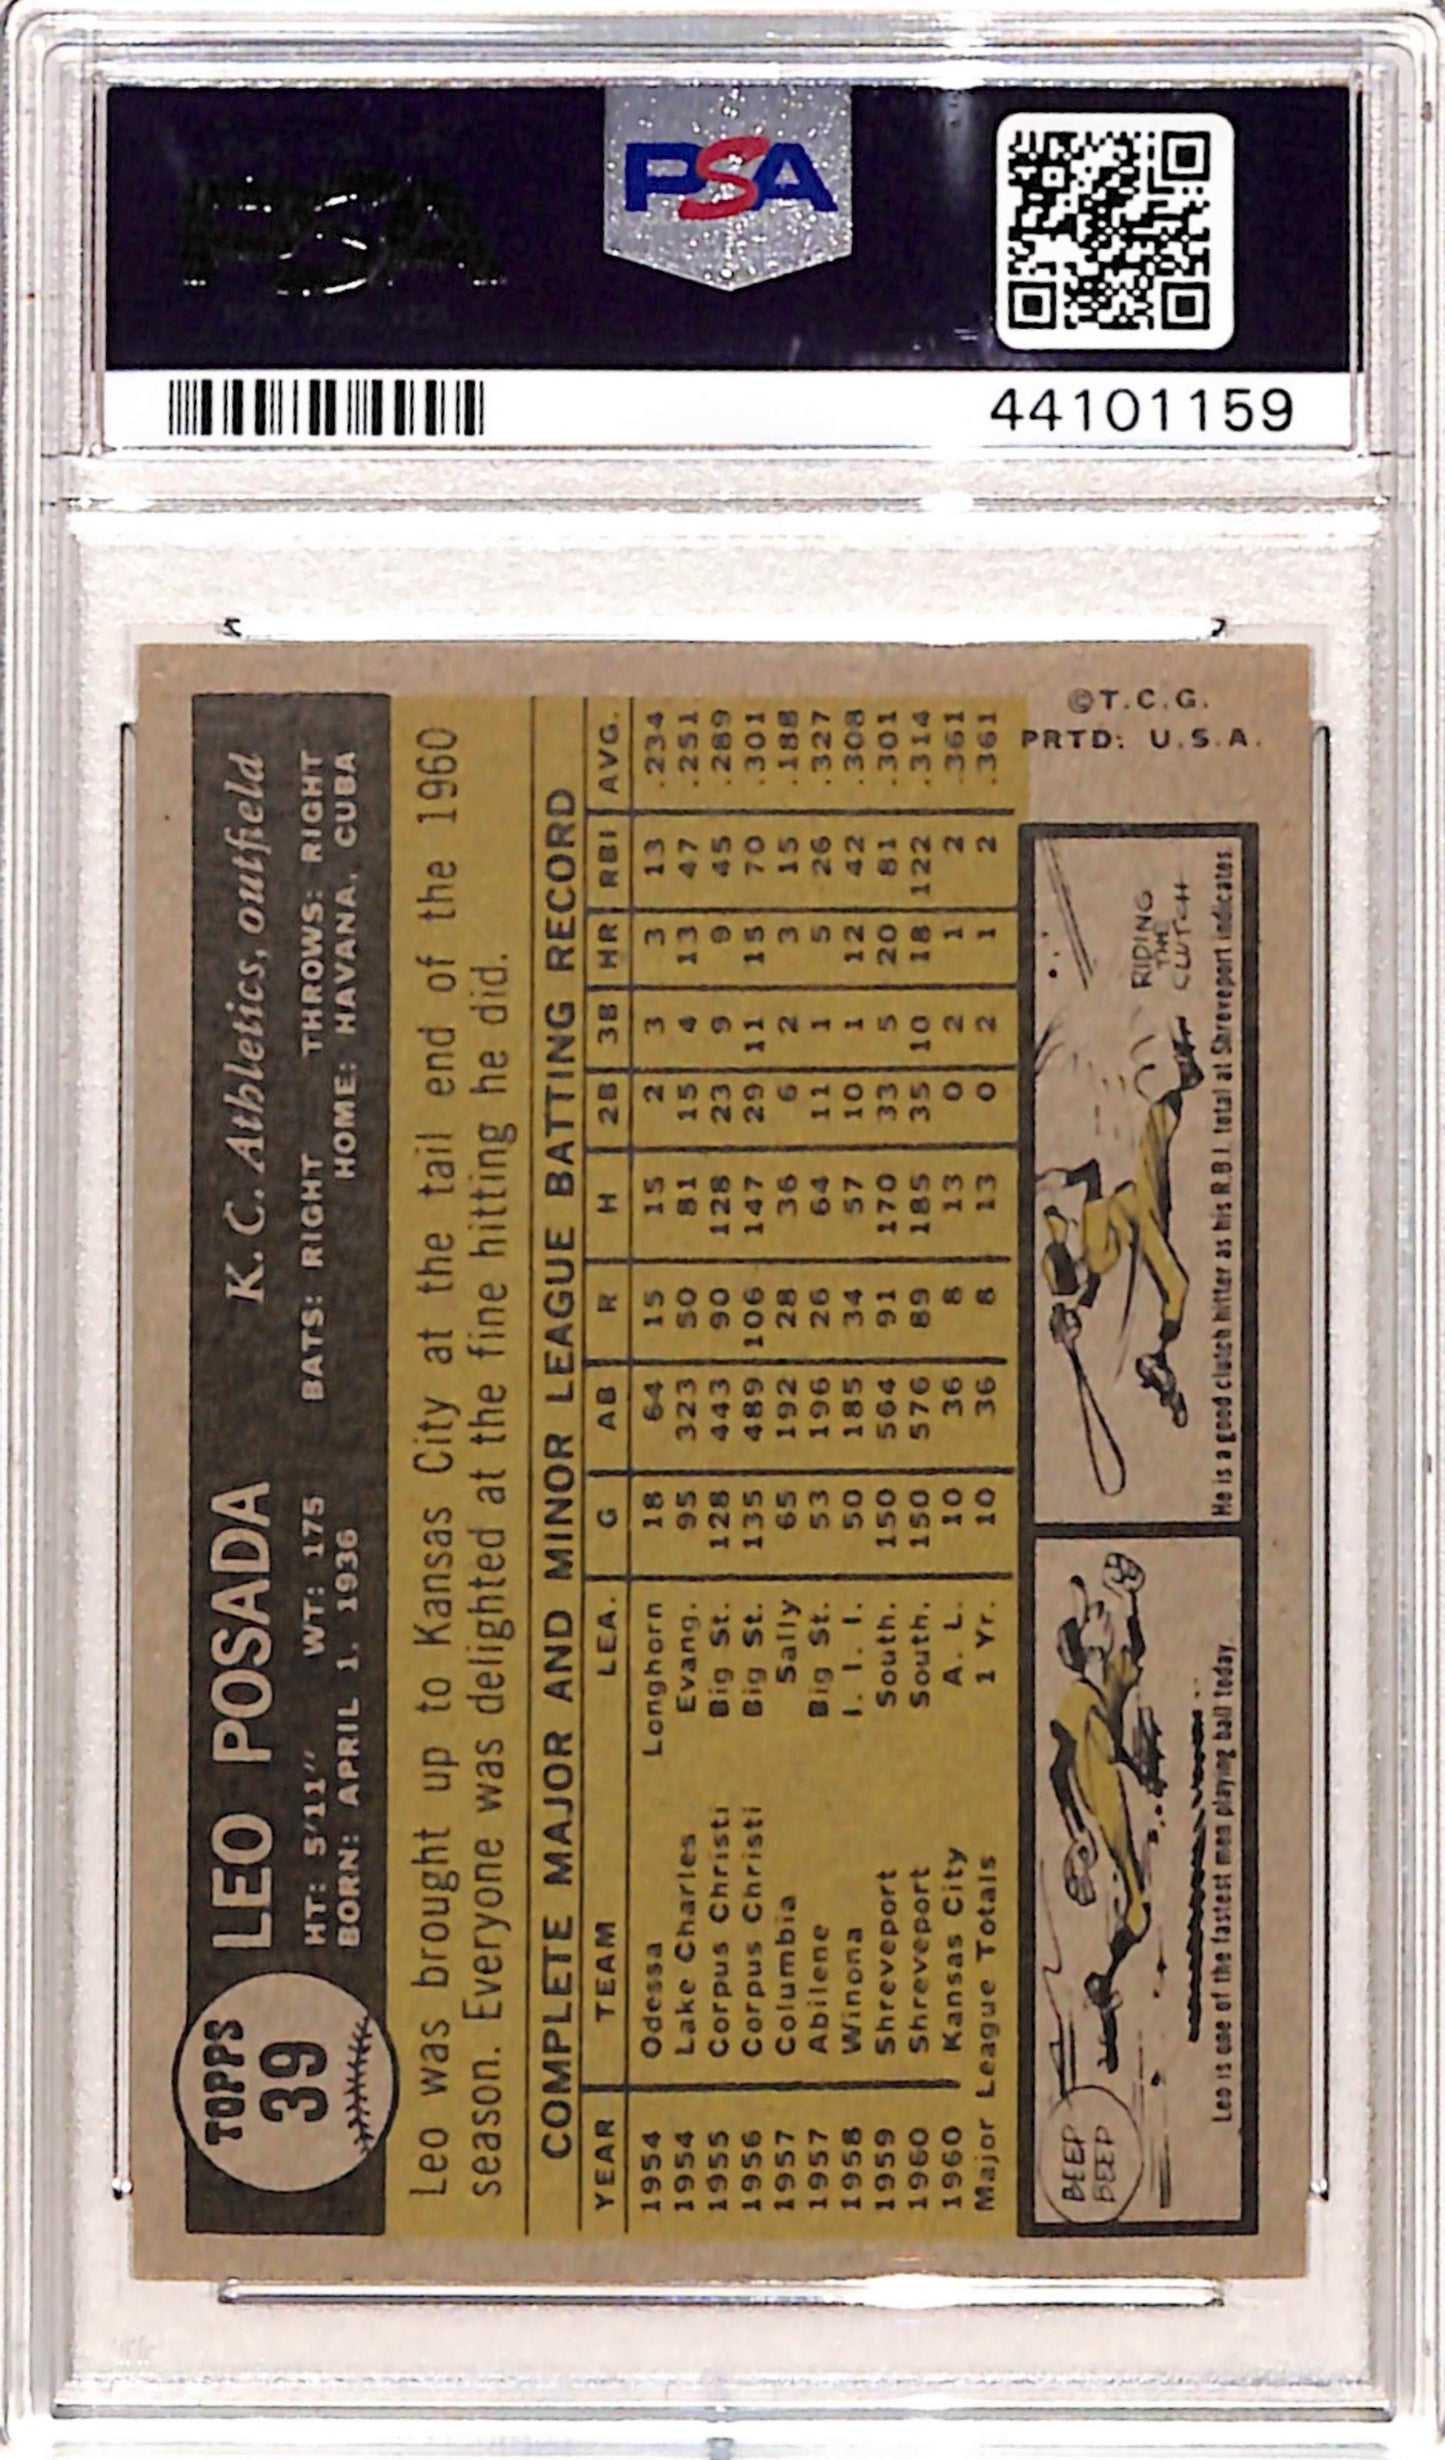 PSA
PSA
44101159
TOPPS
39
LEO POSADA K. C. Athletics, outfield
HT: 5'11" WT: 175 BATS: RIGHT THROWS: RIGHT
BORN: APRIL 1, 1936 HOME: HAVANA, CUBA
Leo was brought up to Kansas City at the tail end of the 1960
season. Everyone was delighted at the fine hitting he did.
COMPLETE MAJOR AND MINOR LEAGUE BATTING RECORD
YEAR TEAM LEA. G AB R H 2B 3B HR RBI AVG.
1954 Odessa Longhorn 18 64 15 15 2 3 3 13 .234
1954 Lake Charles Evang. 95 323 50 81 15 4 13 47 .251
1955 Corpus Christi Big St. 128 443 90 128 23 9 9 45 .289
1956 Corpus Christi Big St. 135 489 106 147 29 11 15 70 .301
1957 Columbia Sally 65 192 28 36 6 2 3 15 .188
1957 Abilene Big St. 53 196 26 64 11 1 5 26 .327
1958 Winona I. I. I. 50 185 34 57 10 1 12 42 .308
1959 Shreveport South. 150 564 91 170 33 5 20 81 .301
1960 Shreveport South. 150 576 89 185 35 10 18 122 .314
1960 Kansas City A. L. 10 36 8 13 0 2 1 2 .361
Major League Totals 1 Yr. 10 36 8 13 0 2 1 2 .361
BEEP
BEEP
Leo is one of the fastest men playing ball today.
RIDING
THE
CLUTCH
He is a good clutch hitter as his R.B.I. total at Shreveport indicates
©T.C.G.
PRTD: U.S.A.